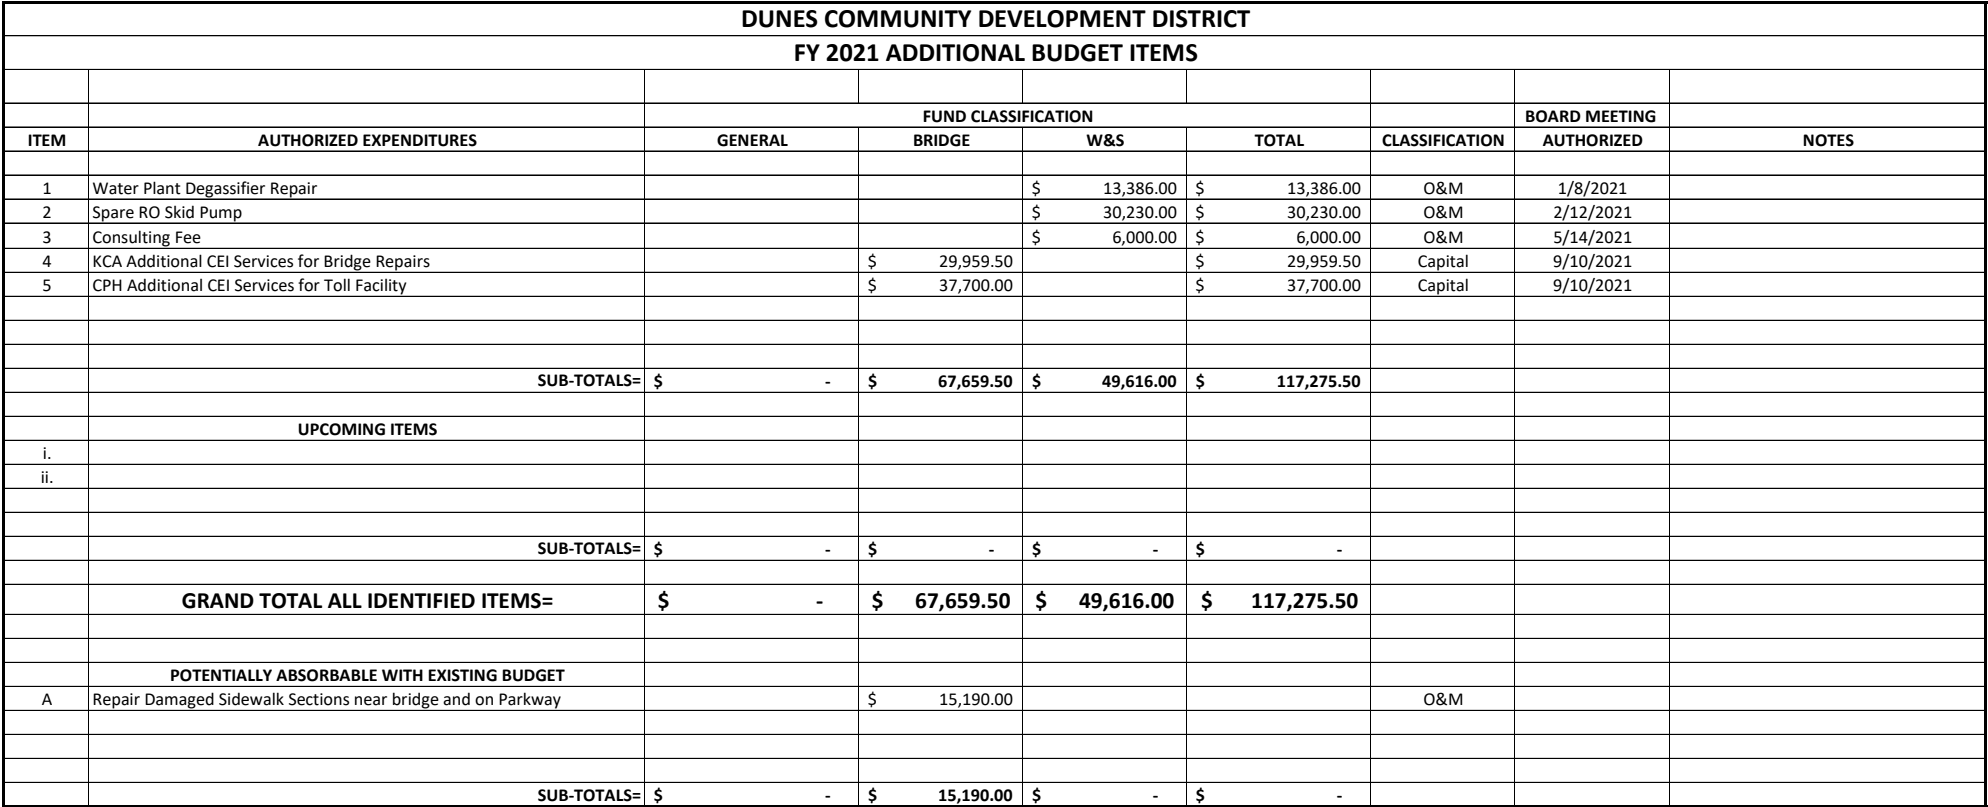 DUNES COMMUNITY DEVELOPMENT DISTRICT
FY 2021 ADDITIONAL BUDGET ITEMS
FUND CLASSIFICATION BOARD MEETING
ITEM AUTHORIZED EXPENDITURES GENERAL BRIDGE W&S TOTAL CLASSIFICATION AUTHORIZED NOTES
1 Water Plant Degassifier Repair $ 13,386.00 $ 13,386.00 O&M 1/8/2021
2 Spare RO Skid Pump $ 30,230.00 $ 30,230.00 O&M 2/12/2021
3 Consulting Fee $ 6,000.00 $ 6,000.00 O&M 5/14/2021
4 KCA Additional CEI Services for Bridge Repairs $ 29,959.50 $ 29,959.50 Capital 9/10/2021
5 CPH Additional CEI Services for Toll Facility $ 37,700.00 $ 37,700.00 Capital 9/10/2021
SUB-TOTALS= $ - $ 67,659.50 $ 49,616.00 $ 117,275.50
UPCOMING ITEMS
i.
ii.
SUB-TOTALS= $ - $ - $ - $ -
GRAND TOTAL ALL IDENTIFIED ITEMS= $ - $ 67,659.50 $ 49,616.00 $ 117,275.50
POTENTIALLY ABSORBABLE WITH EXISTING BUDGET
A Repair Damaged Sidewalk Sections near bridge and on Parkway $ 15,190.00 O&M
SUB-TOTALS= $ - $ 15,190.00 $ - $ -